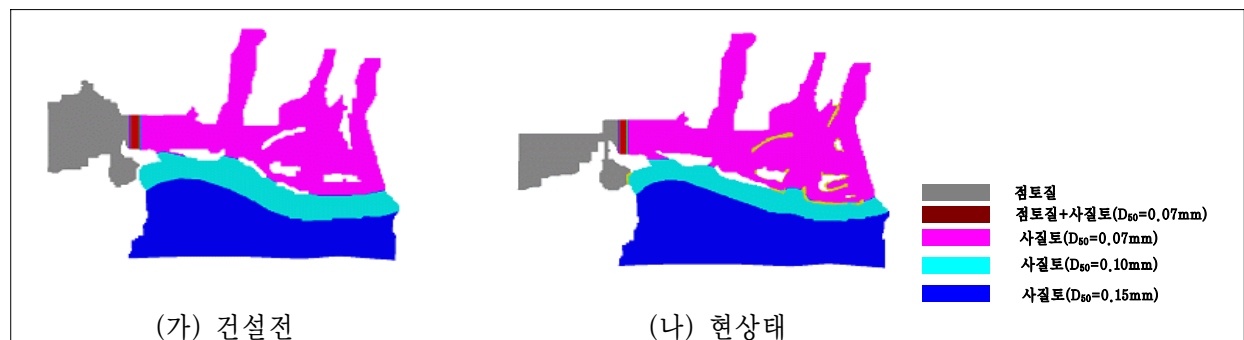 점토질
점토질+사질토(D₅₀=0.07mm)
사질토(D₅₀=0.07mm)
사질토(D₅₀=0.10mm)
사질토(D₅₀=0.15mm)
(가) 건설전
(나) 현상태